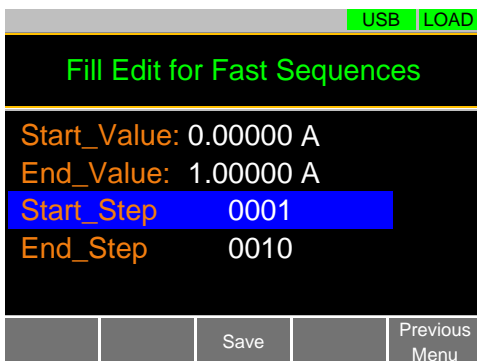 USB LOAD
Fill Edit for Fast Sequences
Start_Value: 0.00000 A
End_Value: 1.00000 A
Start_Step 0001
End_Step 0010
Save
Previous
Menu